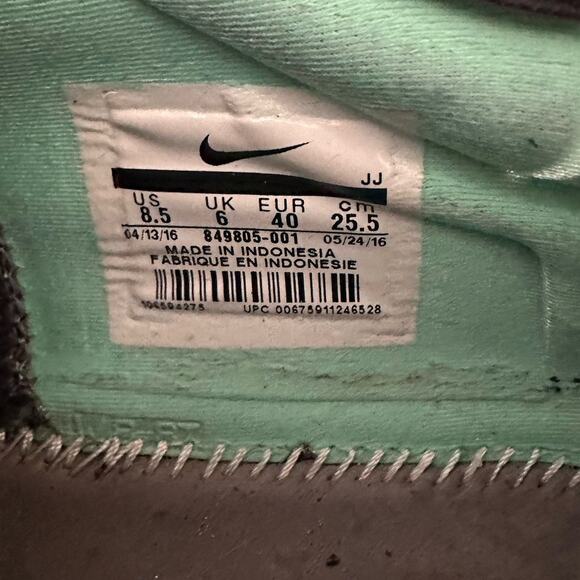 JJ
US UK EUR cm
8.5 6 40 25.5
04/13/16 849805-001 05/24/16
MADE IN INDONESIA
FABRIQUE EN INDONESIE
UPC 00675911246528